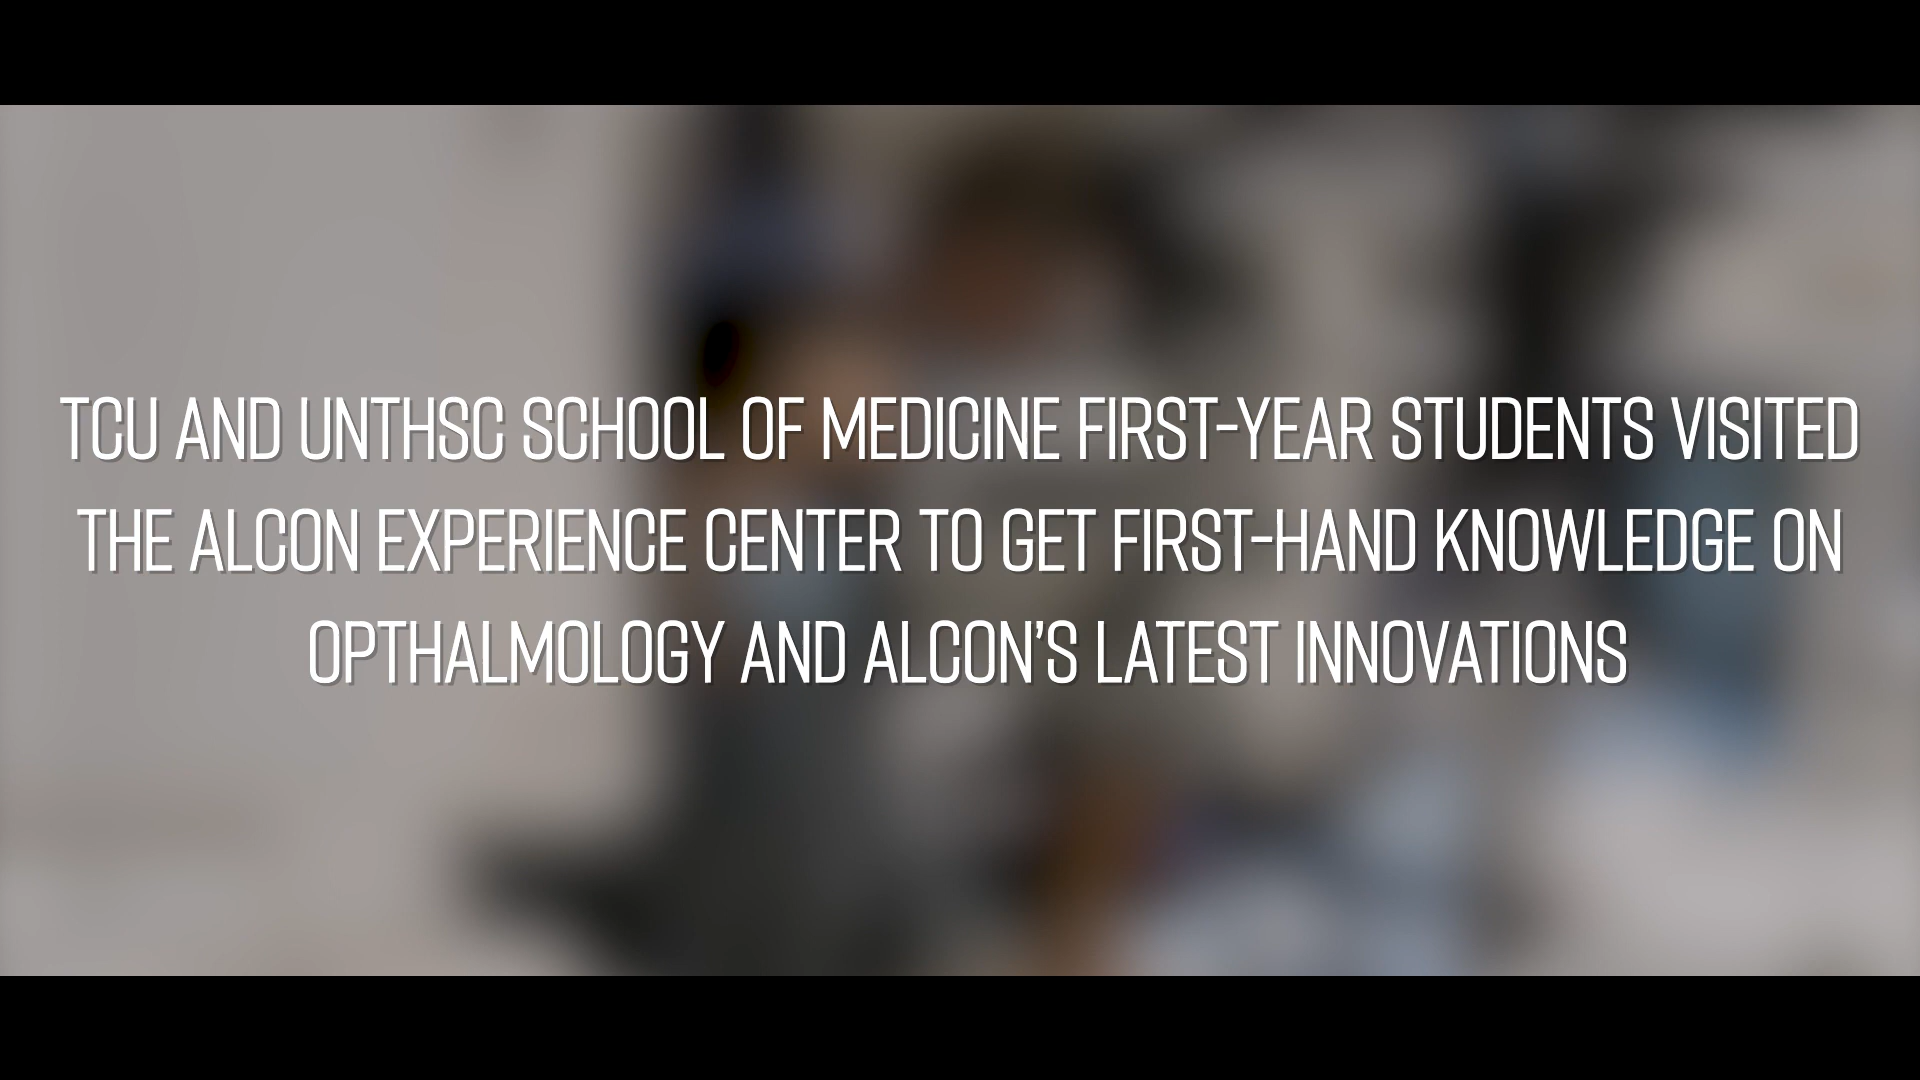 TCU AND UNTHSC SCHOOL OF MEDICINE FIRST-YEAR STUDENTS VISITED
THE ALCON EXPERIENCE CENTER TO GET FIRST-HAND KNOWLEDGE ON
OPTHALMOLOGY AND ALCON'S LATEST INNOVATIONS